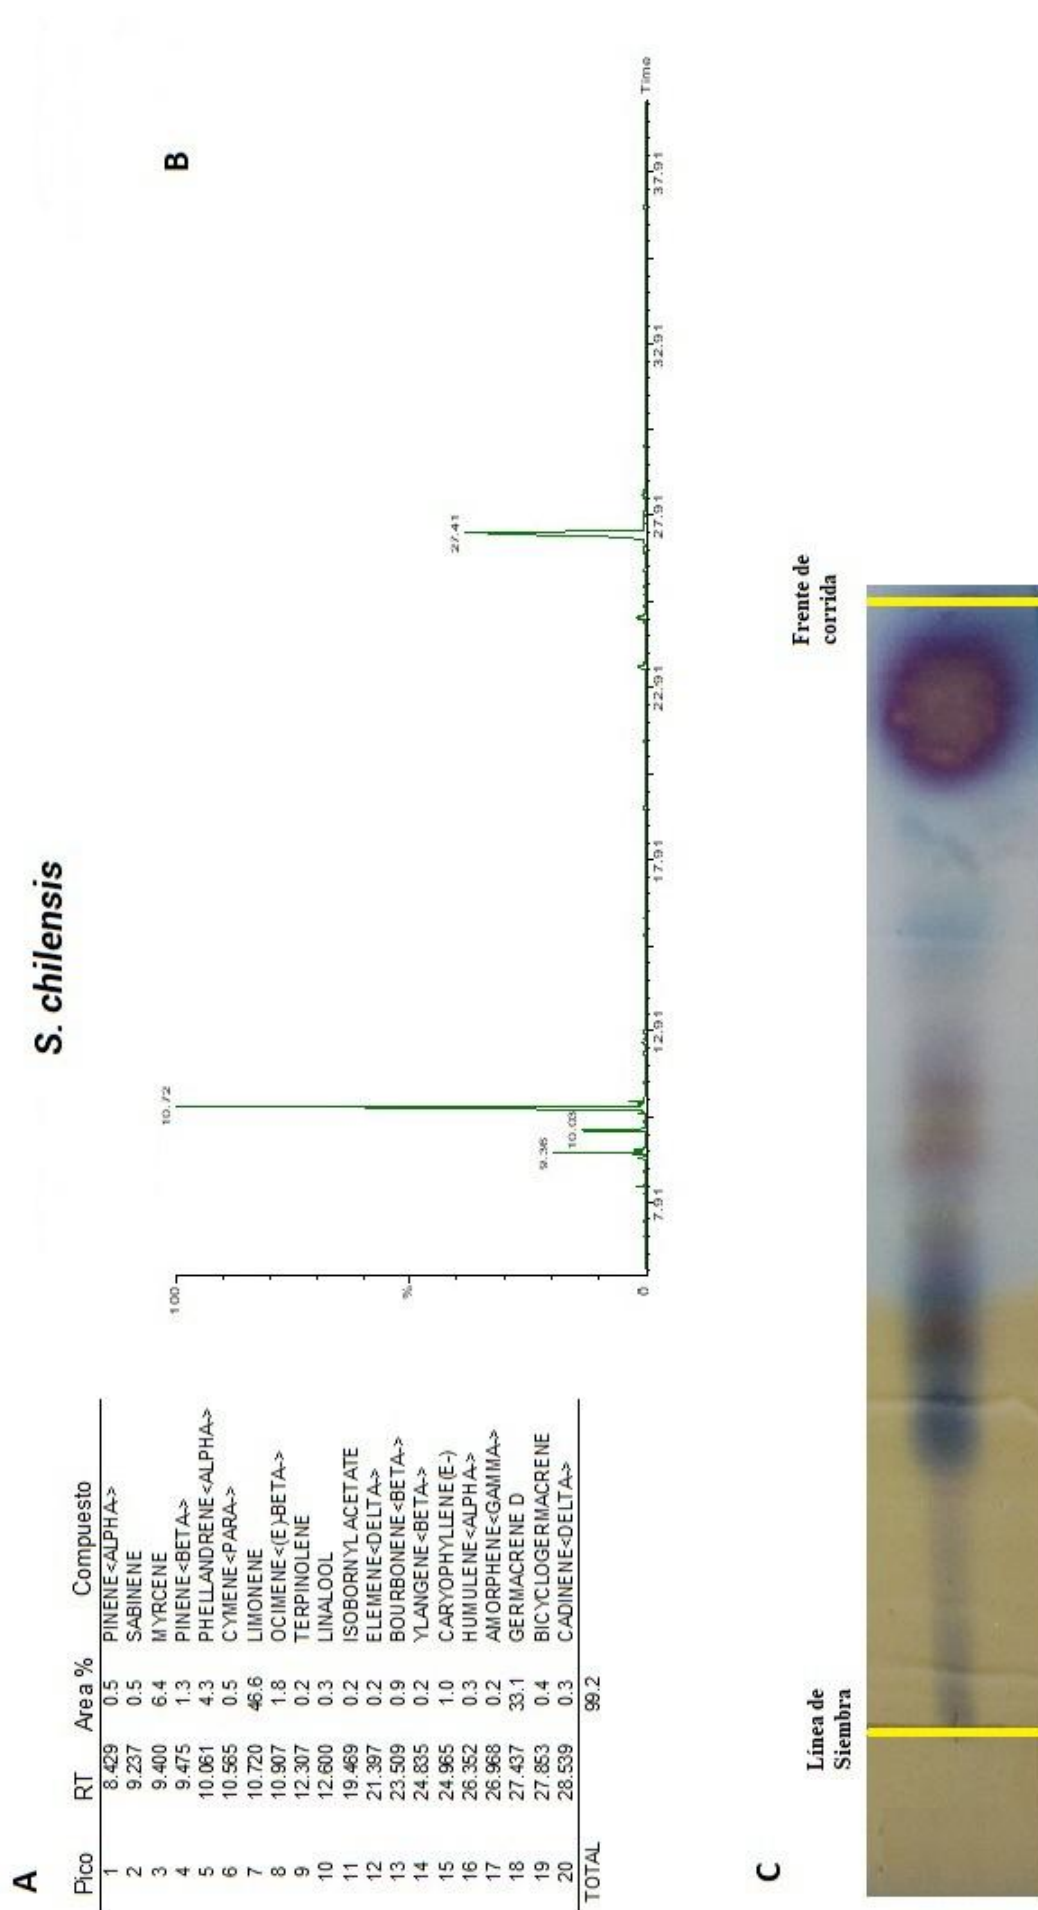 S. chilensis
A
Pico RT Area % Compuesto
1 8.429 0.5 PINENE<ALPHA->
2 9.237 0.5 SABINENE
3 9.400 6.4 MYRCENE
4 9.475 1.3 PINENE<BETA->
5 10.061 4.3 PHELLANDRENE<ALPHA->
6 10.565 0.5 CYMENE<PARA->
7 10.720 46.6 LIMONENE
8 10.907 1.8 OCIMENE<(E)-BETA->
9 12.307 0.2 TERPINOLENE
10 12.600 0.3 LINALOOL
11 19.469 0.2 ISOBORNYL ACETATE
12 21.397 0.2 ELEMENE<DELTA->
13 23.509 0.9 BOURBONENE<BETA->
14 24.835 0.2 YLANGENE<BETA->
15 24.965 1.0 CARYOPHYLLENE(E-)
16 26.352 0.3 HUMULENE<ALPHA->
17 26.968 0.2 AMORPHENE<GAMMA->
18 27.437 33.1 GERMACRENE D
19 27.853 0.4 BICYCLOGERMACRENE
20 28.539 0.3 CADINENE<DELTA->
TOTAL 99.2
B
100
%
0
10.72
9.36
10.03
27.41
7.91 12.91 17.91 22.91 27.91 32.91 37.91
Time
C
Línea de
Siembra
Frente de
corrida